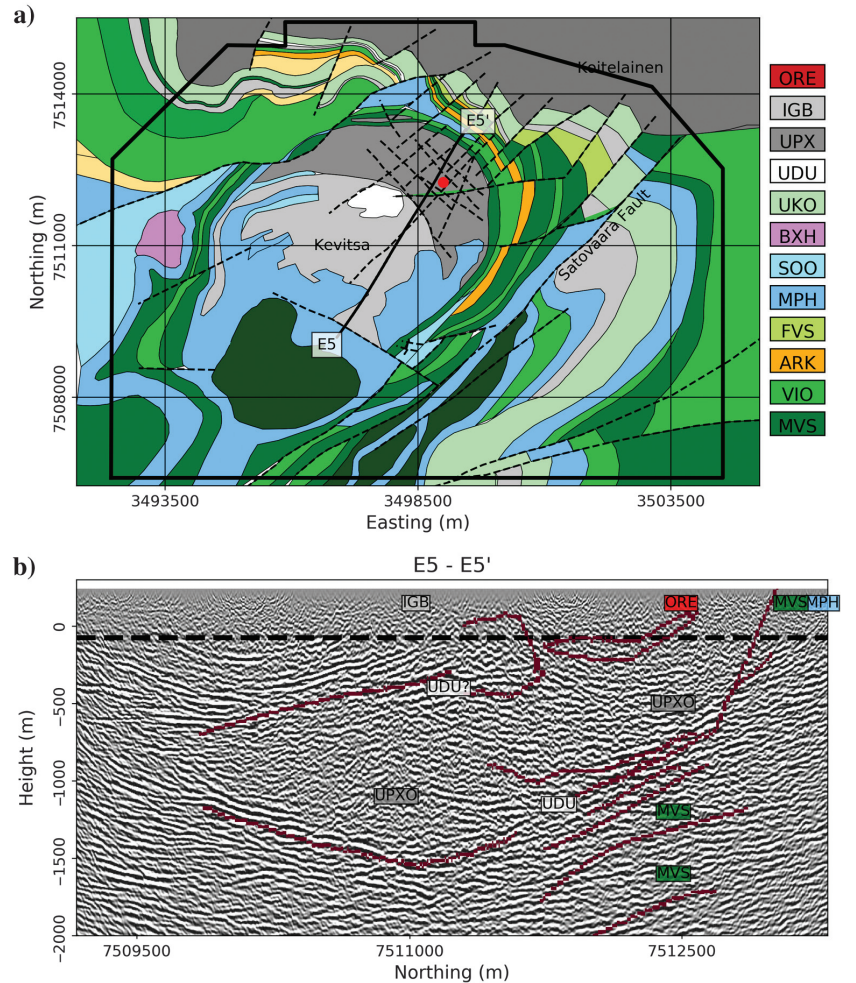 a)
Koitelainen
E5'
Kevitsa
Satovaara Fault
E5
7514000
7511000
7508000
Northing (m)
3493500 3498500 3503500
Easting (m)
ORE
IGB
UPX
UDU
UKO
BXH
SOO
MPH
FVS
ARK
VIO
MVS
b)
E5 - E5'
IGB ORE MVS MPH
UDU?
UPXO
UPXO
UDU
MVS
MVS
0
−500
−1000
−1500
−2000
Height (m)
7509500 7511000 7512500
Northing (m)